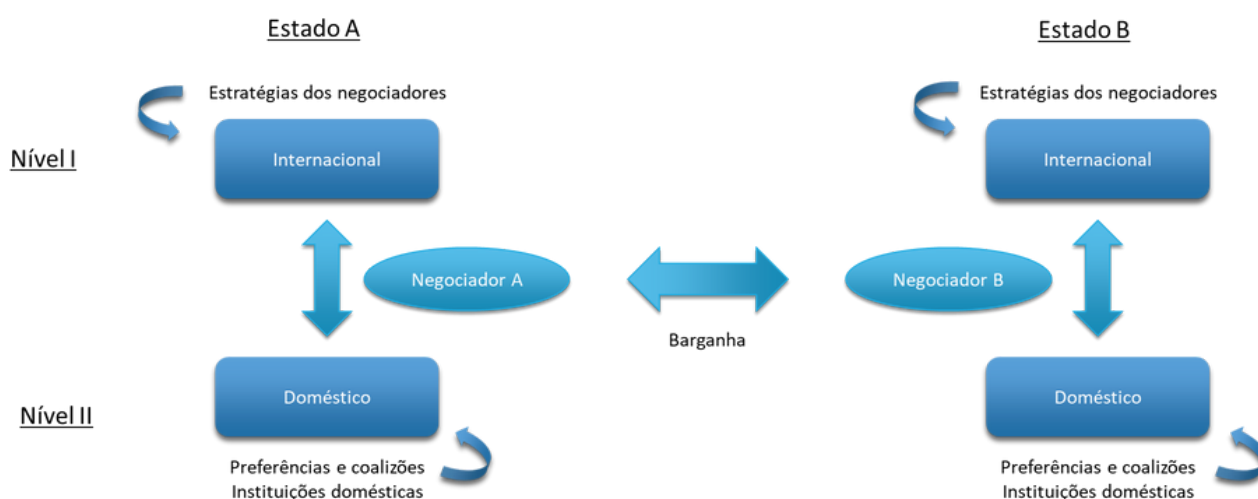 Estado A
Estado B
Estratégias dos negociadores
Estratégias dos negociadores
Nível I
Internacional
Internacional
Negociador A
Negociador B
Barganha
Nível II
Doméstico
Doméstico
Preferências e coalizões
Instituições domésticas
Preferências e coalizões
Instituições domésticas